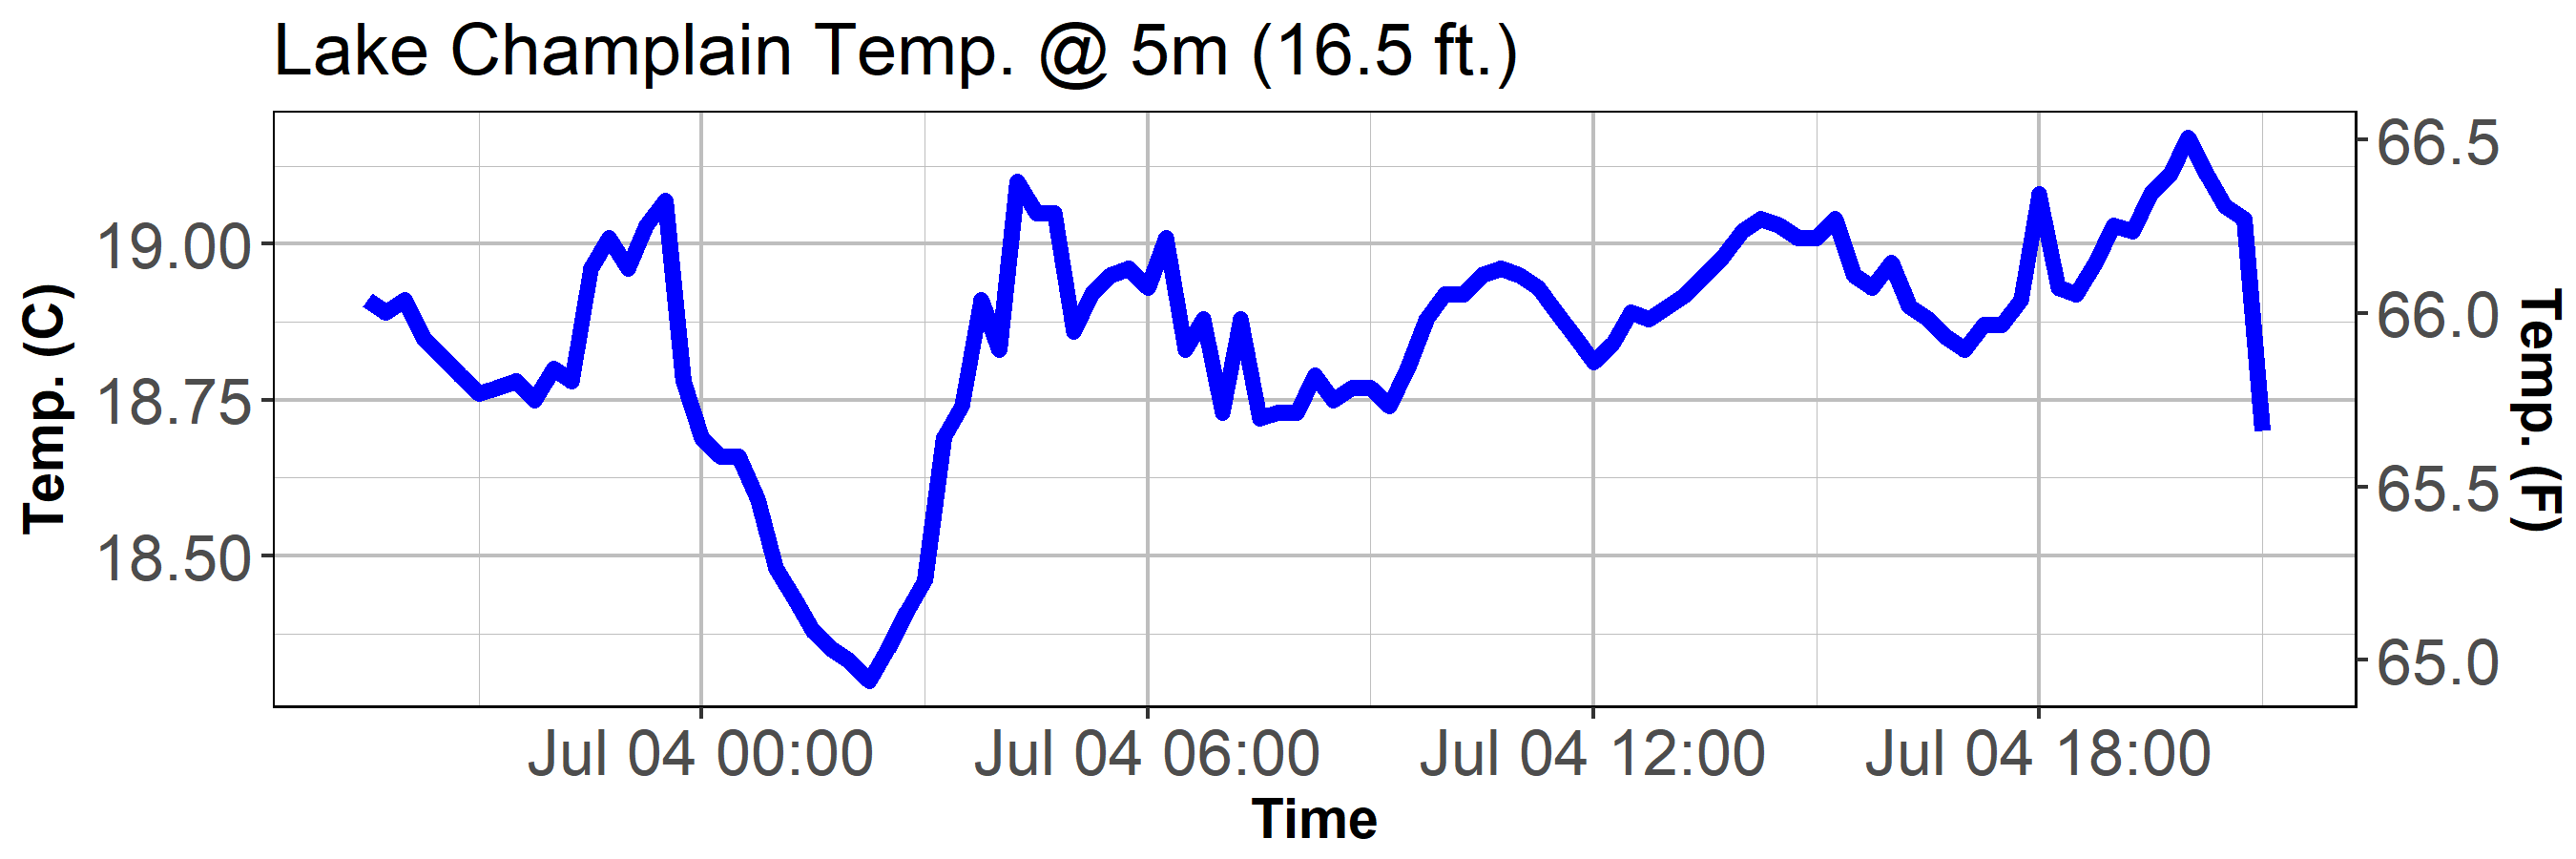 Lake Champlain Temp. @ 5m (16.5 ft.)
Temp. (C)
19.00
18.75
18.50
66.5
66.0
65.5
65.0
Temp. (F)
Jul 04 00:00 Jul 04 06:00 Jul 04 12:00 Jul 04 18:00
Time